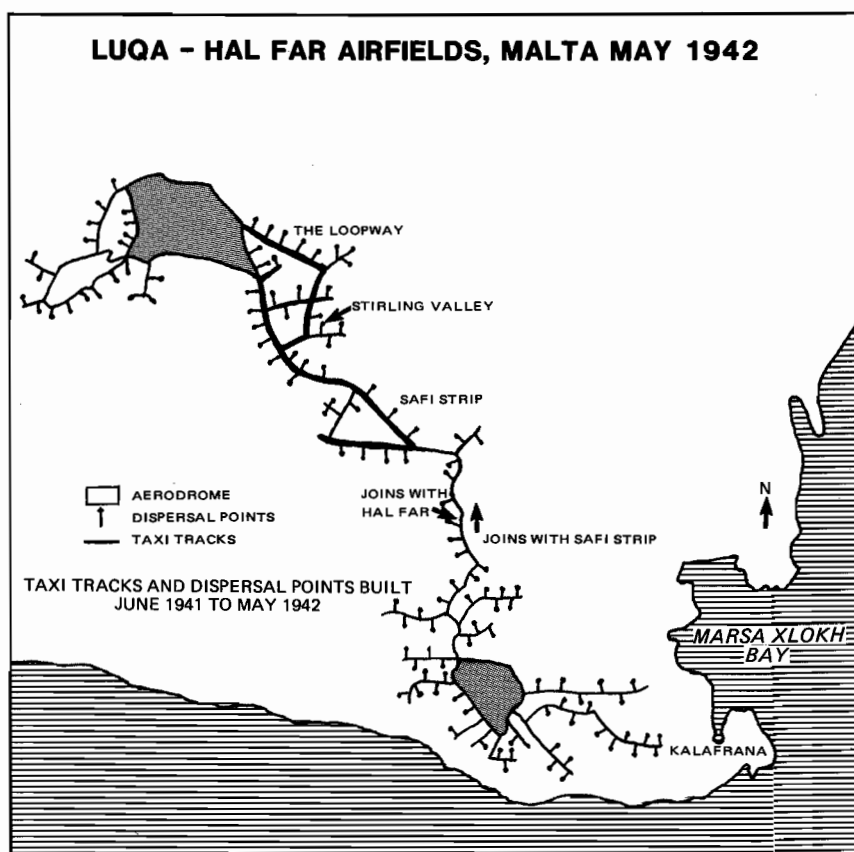 LUQA – HAL FAR AIRFIELDS, MALTA MAY 1942
THE LOOPWAY
STIRLING VALLEY
SAFI STRIP
JOINS WITH
HAL FAR
N
JOINS WITH SAFI STRIP
AERODROME
DISPERSAL POINTS
TAXI TRACKS
TAXI TRACKS AND DISPERSAL POINTS BUILT
JUNE 1941 TO MAY 1942
MARSA XLOKH
BAY
KALAFRANA